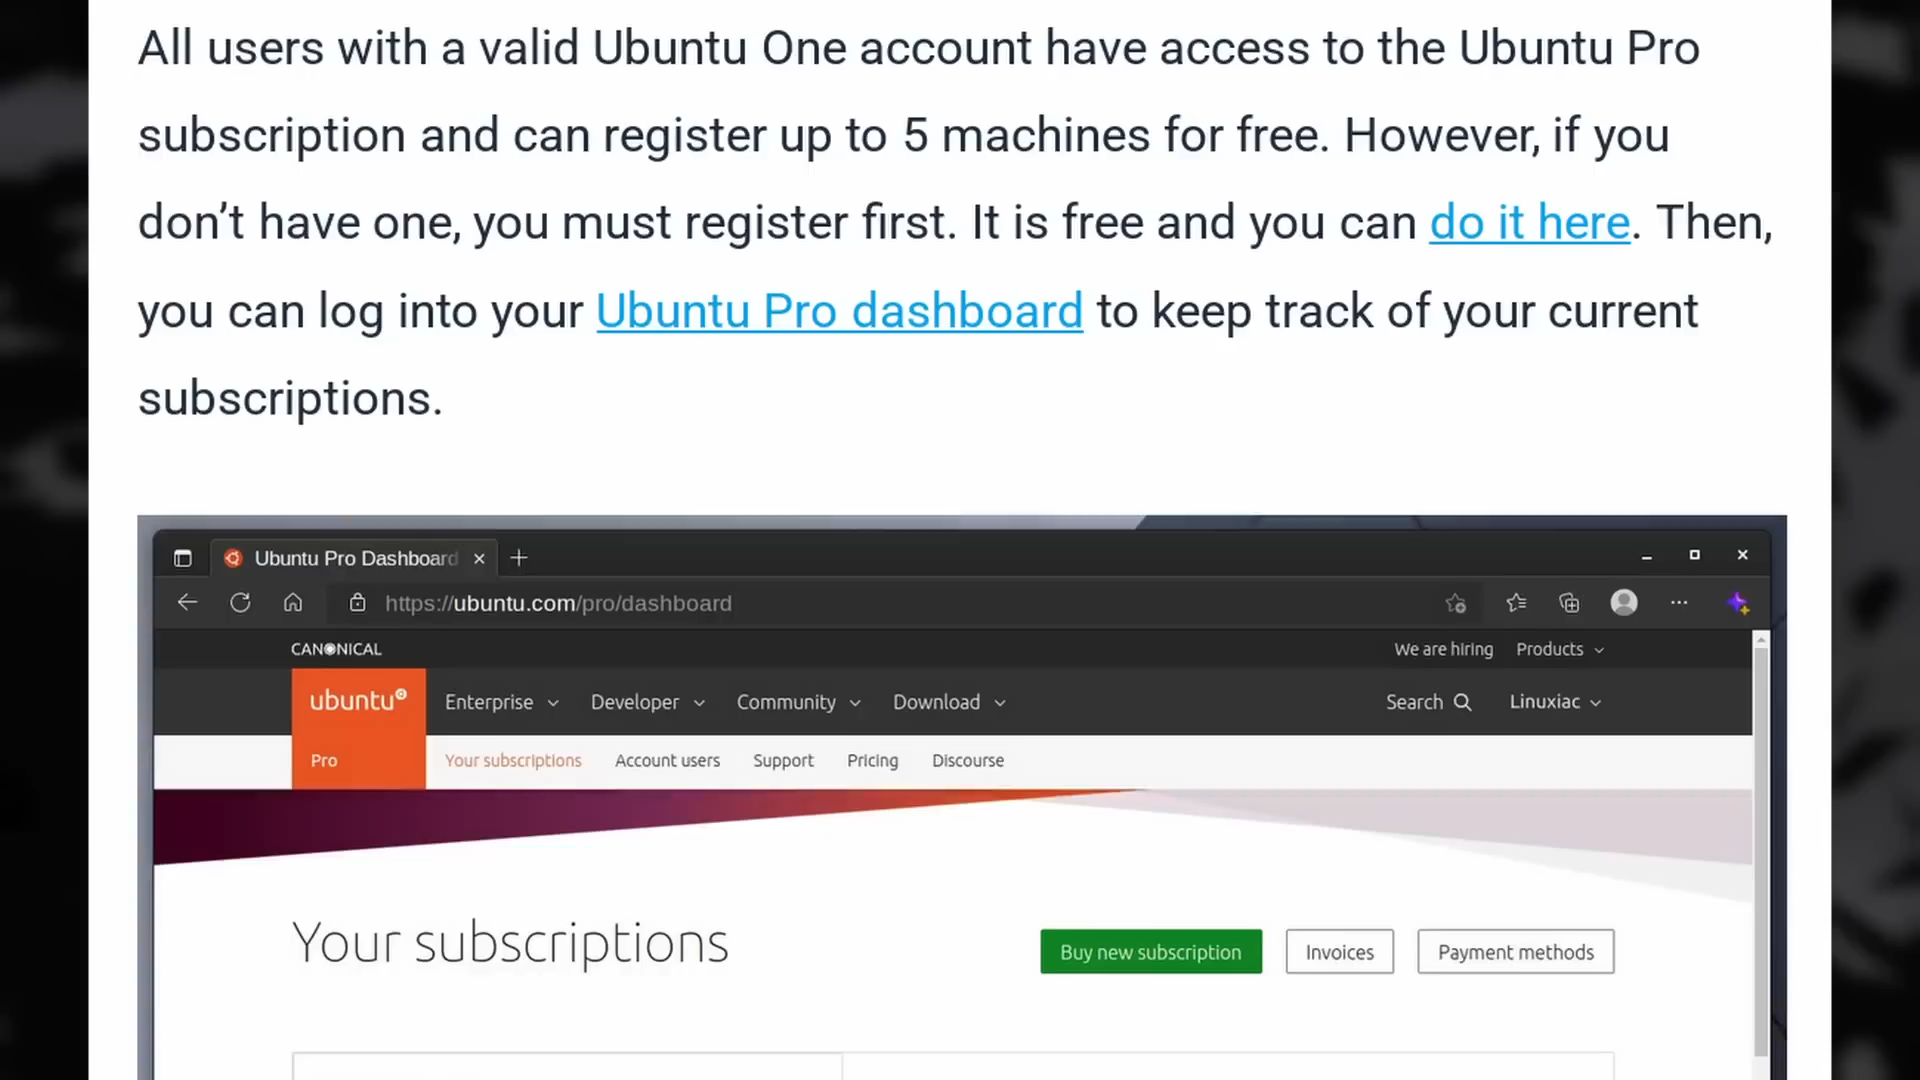 All users with a valid Ubuntu One account have access to the Ubuntu Pro
subscription and can register up to 5 machines for free. However, if you
don’t have one, you must register first. It is free and you can do it here. Then,
you can log into your Ubuntu Pro dashboard to keep track of your current
subscriptions.
Ubuntu Pro Dashboard
https://ubuntu.com/pro/dashboard
CANONICAL
We are hiring Products
ubuntu Enterprise Developer Community Download Search Linuxiac
Pro Your subscriptions Account users Support Pricing Discourse
Your subscriptions Buy new subscription Invoices Payment methods